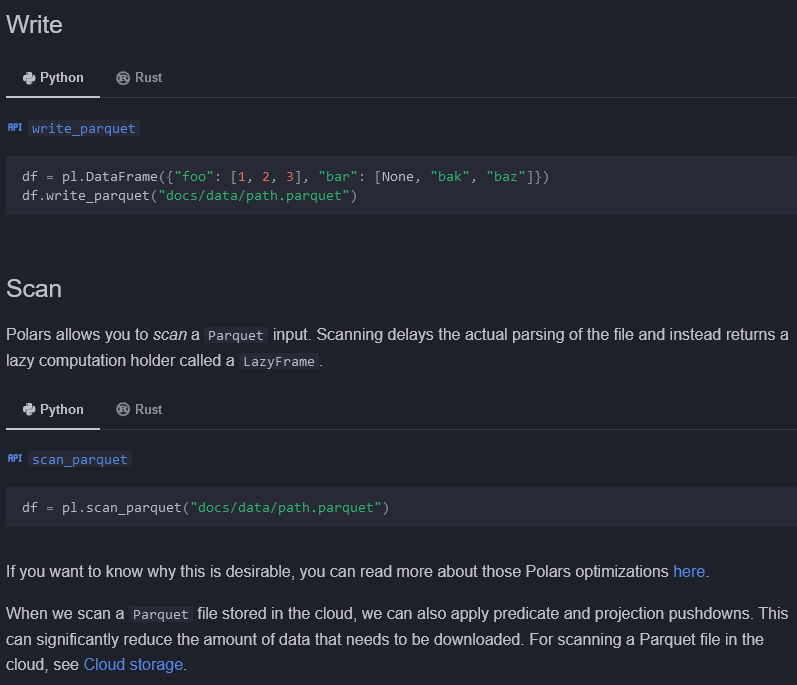 Write
Python Rust
API write_parquet
df = pl.DataFrame({"foo": [1, 2, 3], "bar": [None, "bak", "baz"]})
df.write_parquet("docs/data/path.parquet")
Scan
Polars allows you to scan a Parquet input. Scanning delays the actual parsing of the file and instead returns a
lazy computation holder called a LazyFrame.
Python Rust
API scan_parquet
df = pl.scan_parquet("docs/data/path.parquet")
If you want to know why this is desirable, you can read more about those Polars optimizations here.
When we scan a Parquet file stored in the cloud, we can also apply predicate and projection pushdowns. This
can significantly reduce the amount of data that needs to be downloaded. For scanning a Parquet file in the
cloud, see Cloud storage.